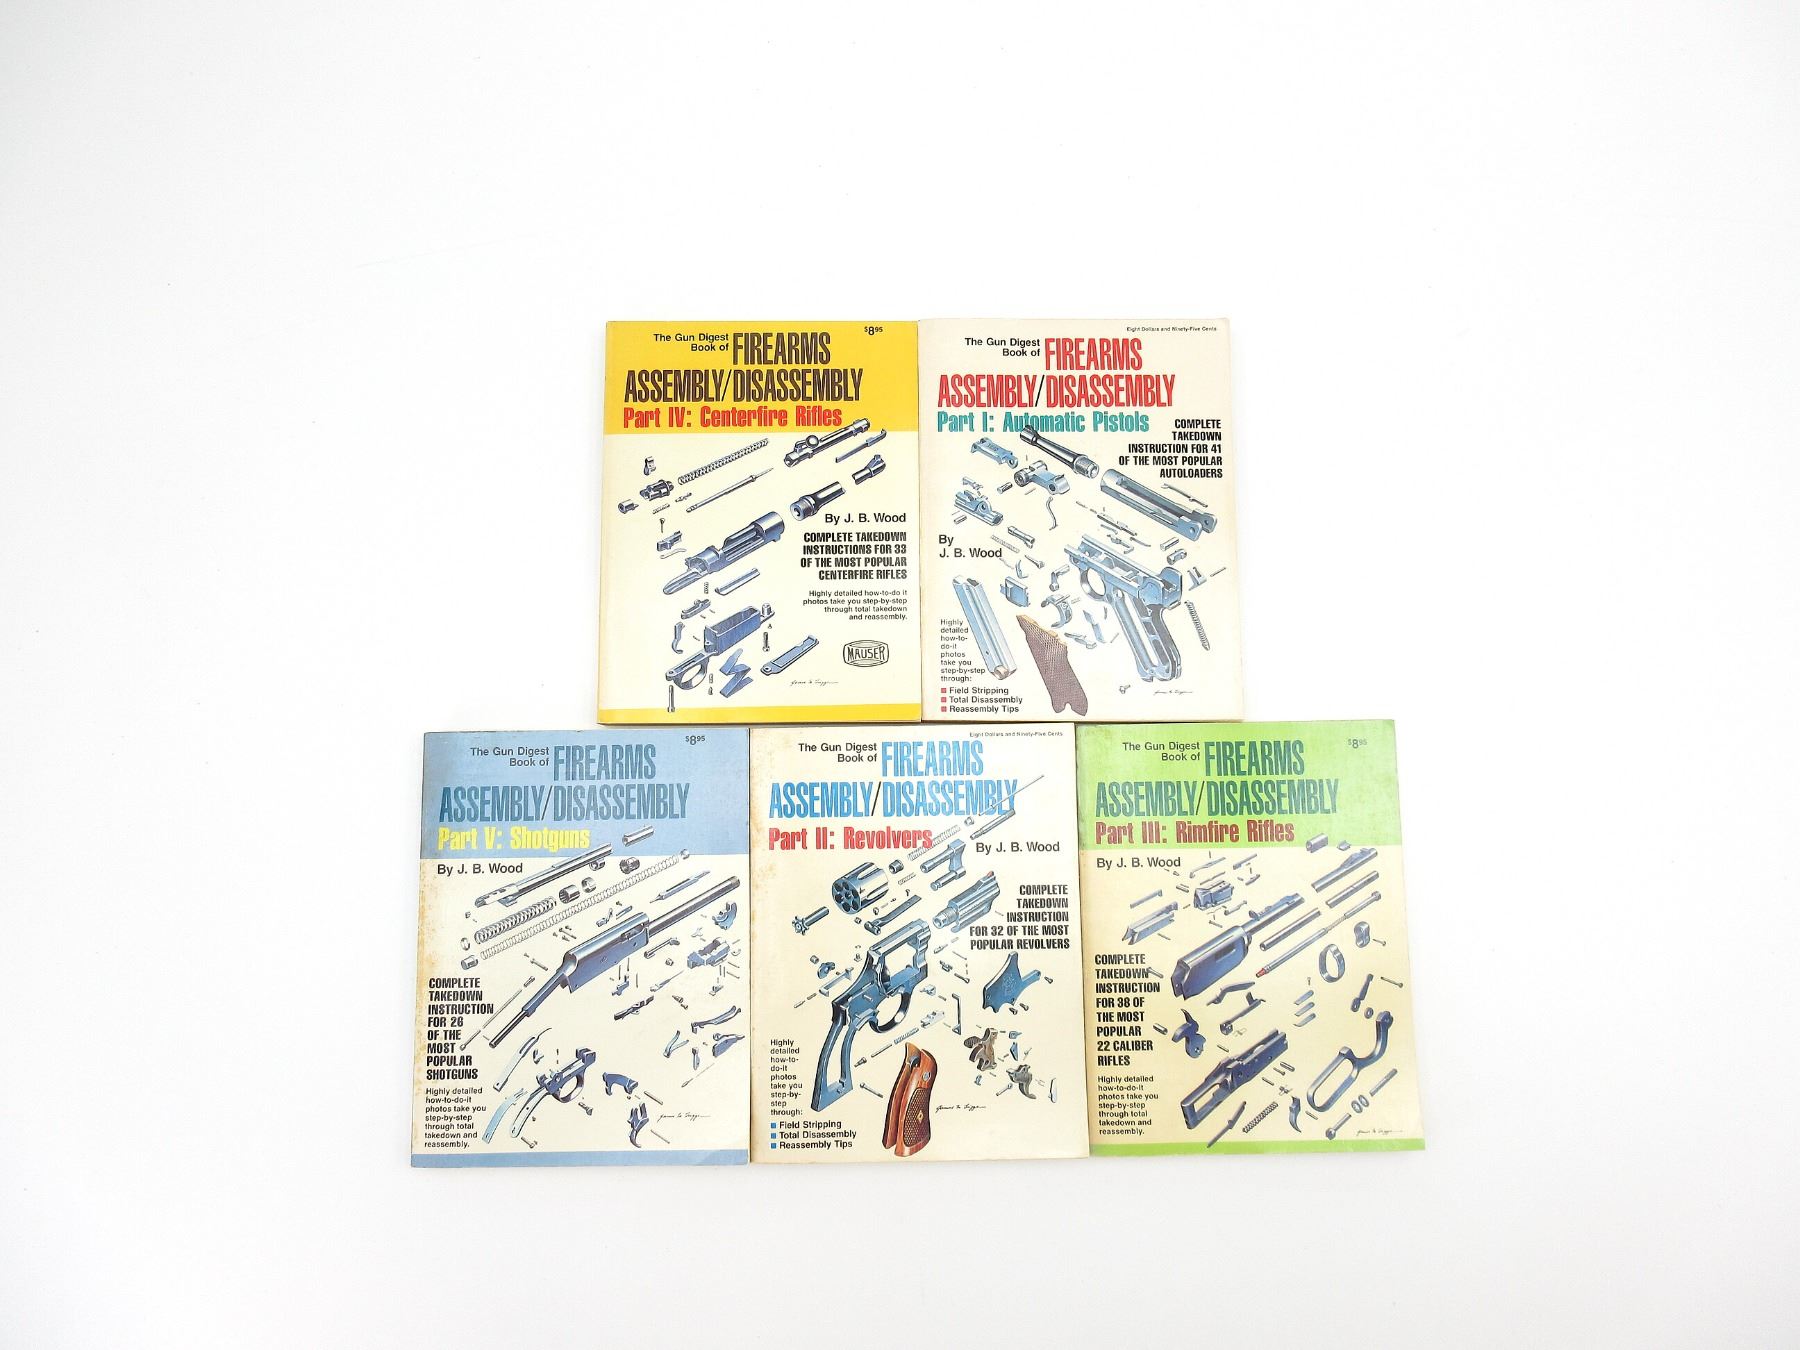 The Gun Digest
Book of FIREARMS
$8.95
ASSEMBLY/DISASSEMBLY
Part IV: Centerfire Rifles
By J. B. Wood
COMPLETE TAKEDOWN
INSTRUCTIONS FOR 33
OF THE MOST POPULAR
CENTERFIRE RIFLES
Highly detailed how-to-do it
photos take you step-by-step
through total takedown
and reassembly.
MAUSER
Eight Dollars and Ninety-Five Cents
The Gun Digest
Book of FIREARMS
ASSEMBLY/DISASSEMBLY
Part I: Automatic Pistols
COMPLETE
TAKEDOWN
INSTRUCTION FOR 41
OF THE MOST POPULAR
AUTOLOADERS
By
J. B. Wood
Highly
detailed
how-to-
do-it
photos
take you
step-by-step
through:
Field Stripping
Total Disassembly
Reassembly Tips
The Gun Digest
Book of FIREARMS
$8.95
ASSEMBLY/DISASSEMBLY
Part V: Shotguns
By J. B. Wood
COMPLETE
TAKEDOWN
INSTRUCTION
FOR 26
OF THE
MOST
POPULAR
SHOTGUNS
Highly detailed
how-to-do-it
photos take you
step-by-step
through total
takedown and
reassembly.
Eight Dollars and Ninety-Five Cents
The Gun Digest
Book of FIREARMS
ASSEMBLY/DISASSEMBLY
Part II: Revolvers
By J. B. Wood
COMPLETE
TAKEDOWN
INSTRUCTION
FOR 32 OF THE MOST
POPULAR REVOLVERS
Highly
detailed
how-to-
do-it
photos
take you
step-by-
step
through:
Field Stripping
Total Disassembly
Reassembly Tips
The Gun Digest
Book of FIREARMS
$8.95
ASSEMBLY/DISASSEMBLY
Part III: Rimfire Rifles
By J. B. Wood
COMPLETE
TAKEDOWN
INSTRUCTION
FOR 38 OF
THE MOST
POPULAR
22 CALIBER
RIFLES
Highly detailed
how-to-do-it
photos take you
step-by-step
through total
takedown and
reassembly.